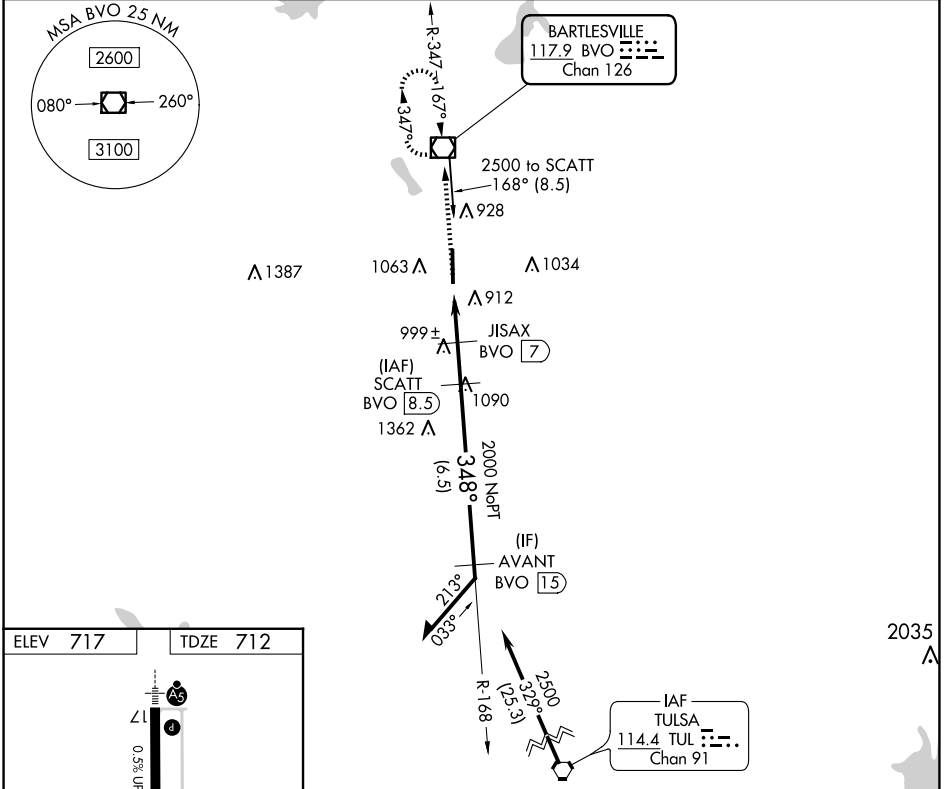 MSA BVO 25 NM
2600
080°
260°
3100
R-347
167°
347°
BARTLESVILLE
117.9 BVO
Chan 126
2500 to SCATT
168° (8.5)
928
1387
1063
1034
912
999±
JISAX
BVO 7
(IAF)
SCATT
BVO 8.5
1090
1362
2000 NoPT
348°
(6.5)
(IF)
AVANT
BVO 15
213°
033°
R-168
2500
329°
(25.3)
2035
IAF
TULSA
114.4 TUL
Chan 91
ELEV 717
TDZE 712
A5
17
P
0.5% UP